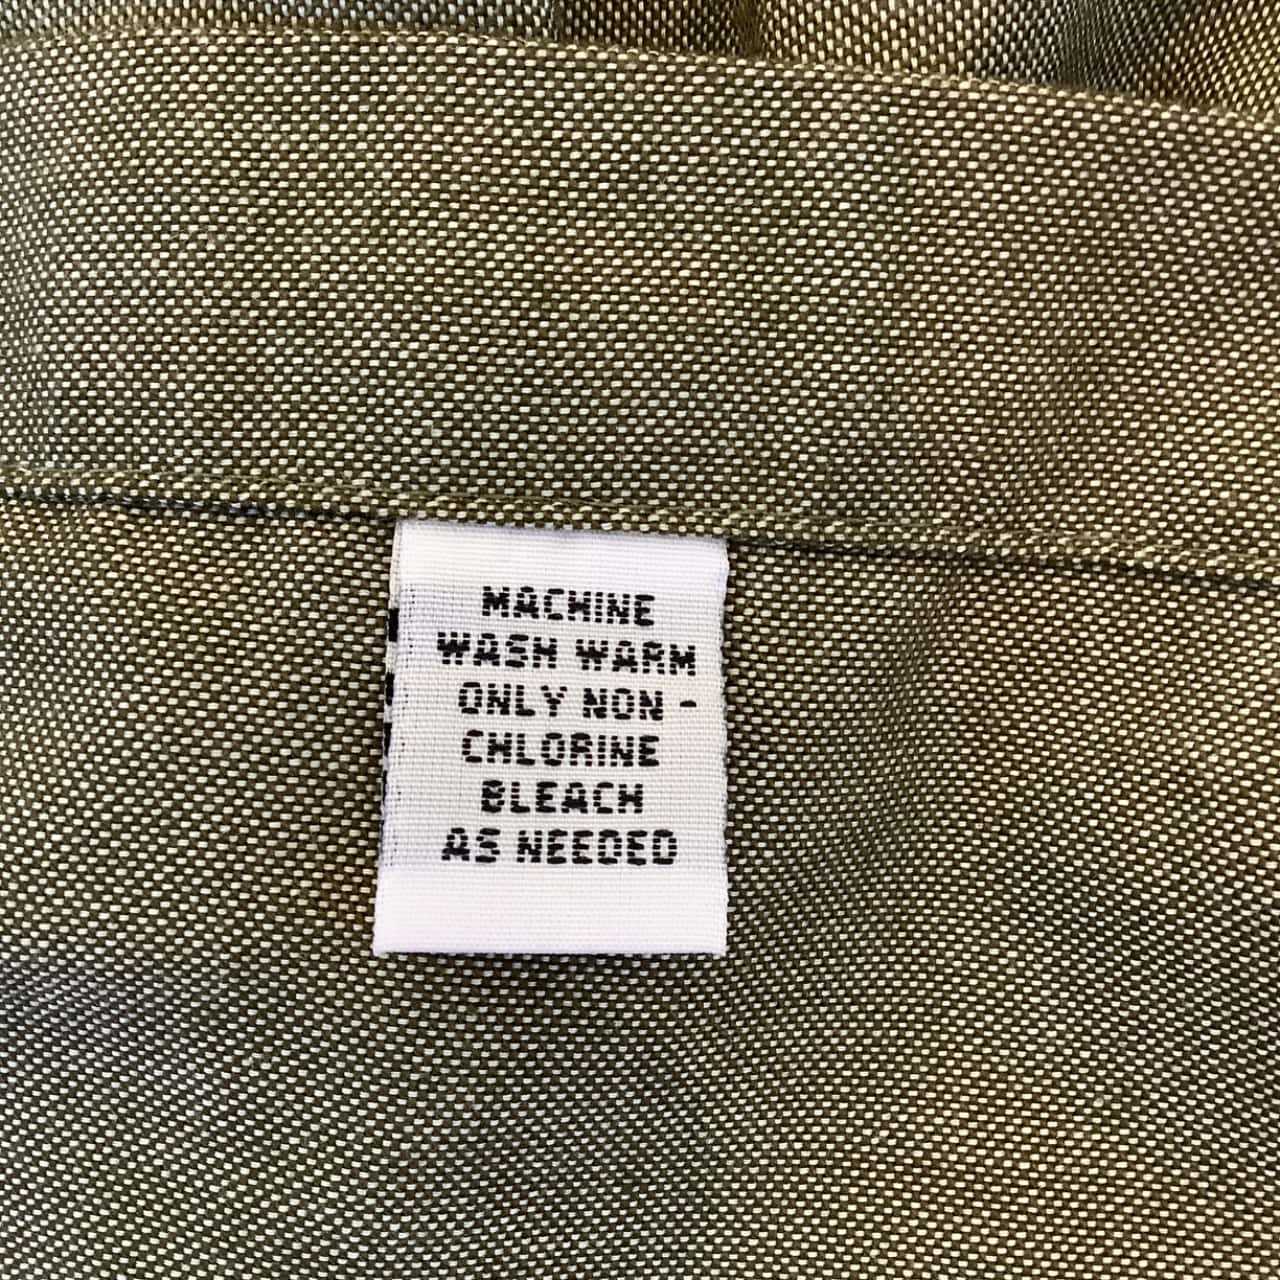 MACHINE
WASH WARM
ONLY NON -
CHLORINE
BLEACH
AS NEEDED